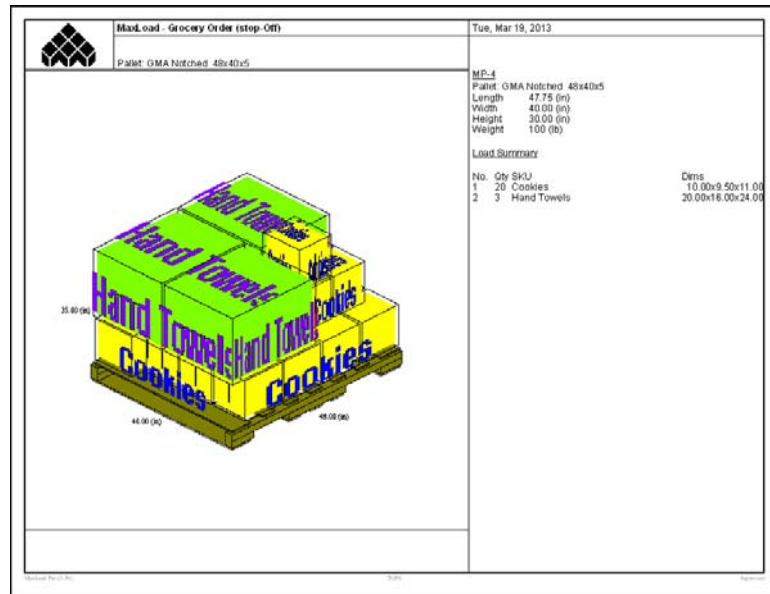 MaxLoad - Grocery Order (stop-Off)
Tue, Mar 19, 2013
Pallet: GMA Notched 48x40x5
MP-4
Pallet: GMA Notched 48x40x5
Length 47.75 (in)
Width 40.00 (in)
Height 30.00 (in)
Weight 100 (lb)
Load Summary
No. Qty SKU Dims
1 20 Cookies 10.00x9.50x11.00
2 3 Hand Towels 20.00x16.00x24.00
Hand Towels
Cookies
Hand Towels
Cookies
Cookies
Hand Towels
Hand Towels
Cookies
Cookies
35.00 (in)
40.00 (in)
48.00 (in)